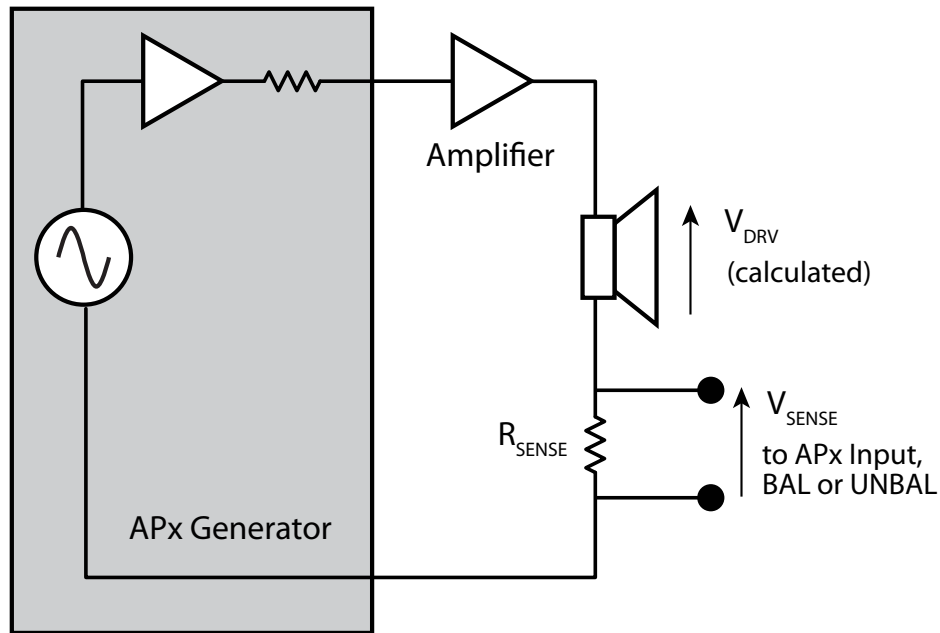 Amplifier
V_DRV
(calculated)
R_SENSE
V_SENSE
to APx Input,
BAL or UNBAL
APx Generator